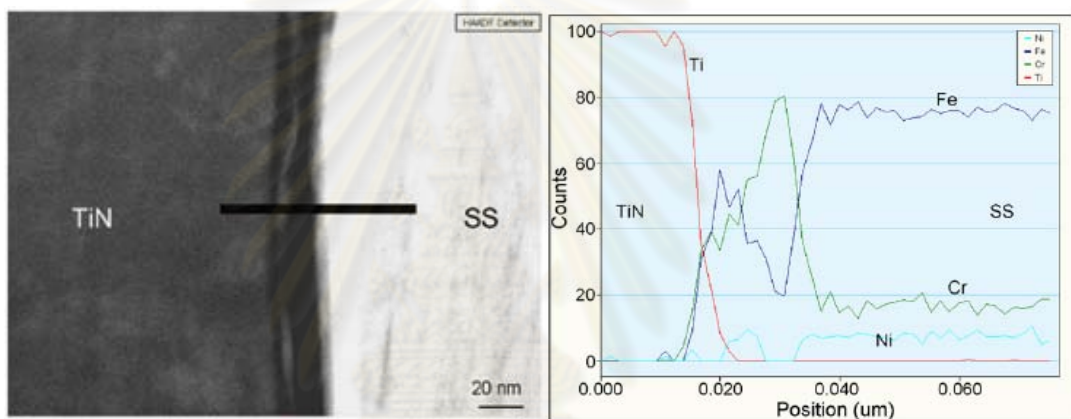 HAADF Detector
TiN
SS
20 nm
100
80
60
40
20
0
Counts
Ni
Fe
Cr
Ti
Ti
Fe
TiN
SS
Cr
Ni
0.000
0.020
0.040
0.060
Position (um)